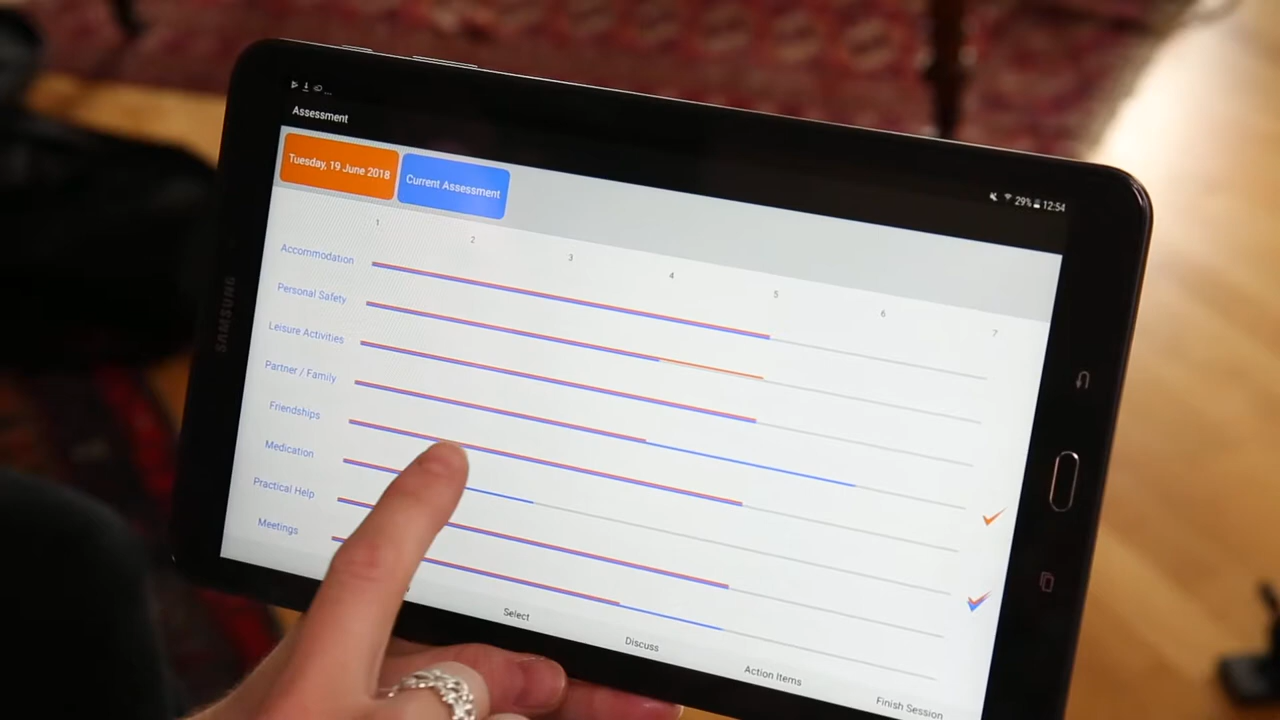 29% 12:54
Assessment
Tuesday, 19 June 2018
Current Assessment
1 2 3 4 5 6 7
Accommodation
Personal Safety
Leisure Activities
Partner / Family
Friendships
Medication
Practical Help
Meetings
Select
Discuss
Action Items
Finish Session
SAMSUNG